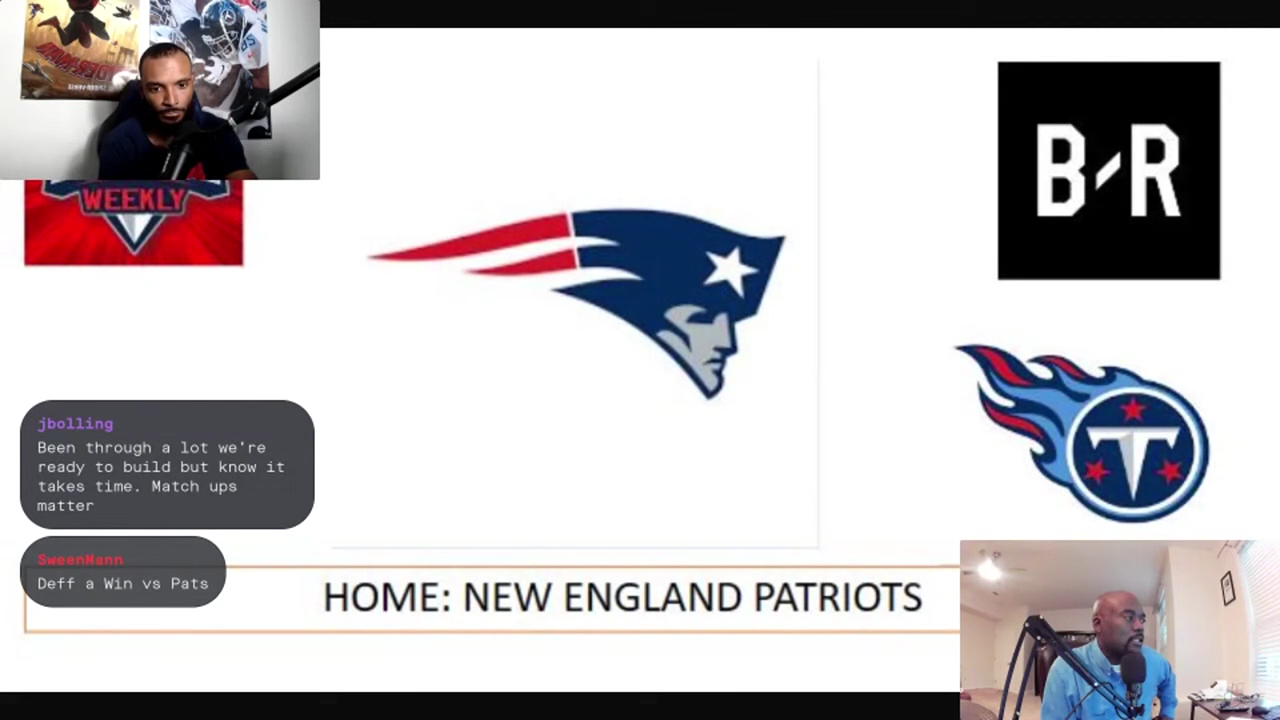 WEEKLY
B/R
jbolling
Been through a lot we're
ready to build but know it
takes time. Match ups
matter
SweenMann
Deff a Win vs Pats
T
HOME: NEW ENGLAND PATRIOTS